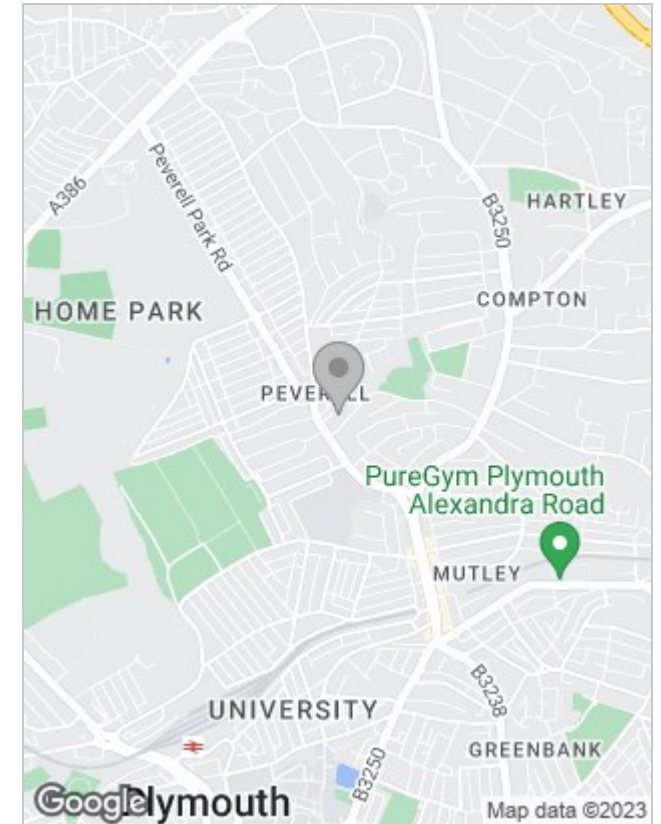 A386
Peverell Park Rd
B3250
HARTLEY
HOME PARK
COMPTON
PEVERELL
PureGym Plymouth
Alexandra Road
MUTLEY
B3238
UNIVERSITY
GREENBANK
B3250
Google
Plymouth
Map data ©2023